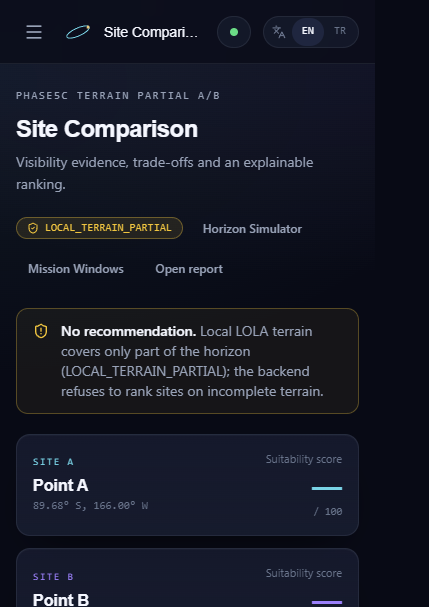 Site Compari...
EN
TR
PHASE5C TERRAIN PARTIAL A/B
Site Comparison
Visibility evidence, trade-offs and an explainable
ranking.
LOCAL_TERRAIN_PARTIAL
Horizon Simulator
Mission Windows
Open report
No recommendation. Local LOLA terrain
covers only part of the horizon
(LOCAL_TERRAIN_PARTIAL); the backend
refuses to rank sites on incomplete terrain.
SITE A
Suitability score
Point A
89.68° S, 166.00° W
—
/ 100
SITE B
Suitability score
Point B
—